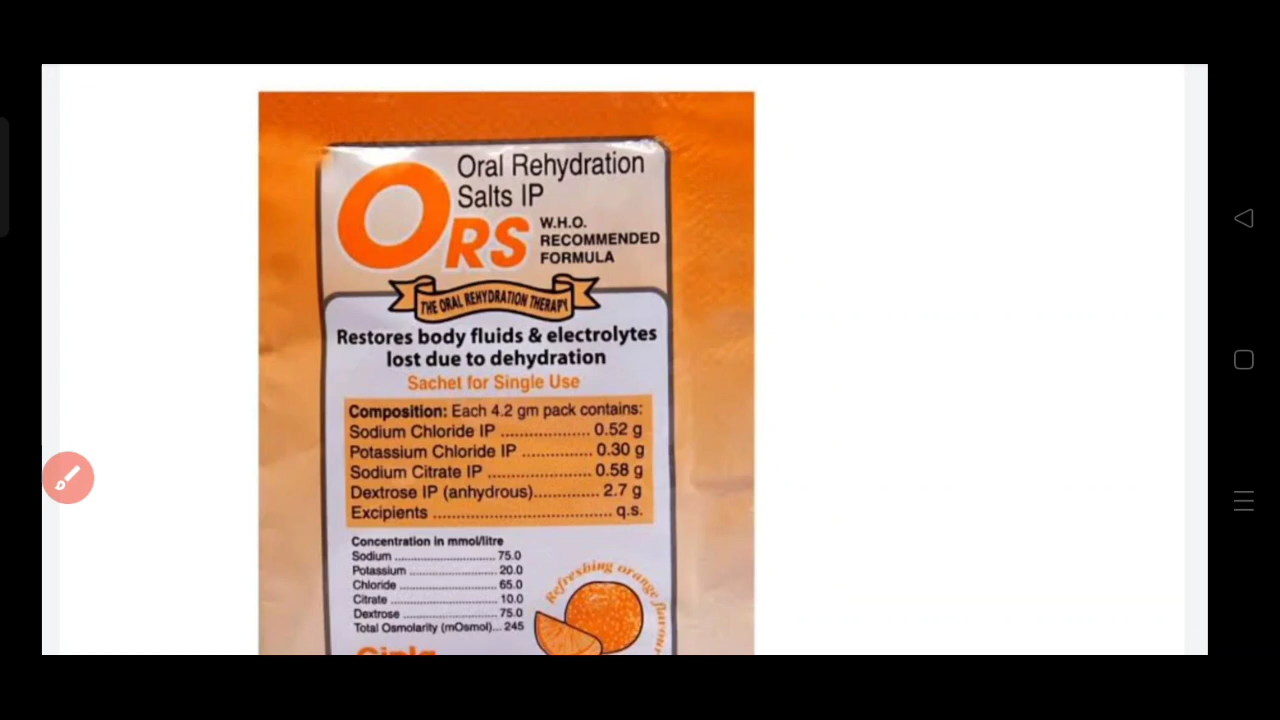 Oral Rehydration
Salts IP
ORS
W.H.O.
RECOMMENDED
FORMULA
THE ORAL REHYDRATION THERAPY
Restores body fluids & electrolytes
lost due to dehydration
Sachet for Single Use
Composition: Each 4.2 gm pack contains:
Sodium Chloride IP .................. 0.52 g
Potassium Chloride IP .............. 0.30 g
Sodium Citrate IP ..................... 0.58 g
Dextrose IP (anhydrous)............. 2.7 g
Excipients .................................... q.s.
Concentration in mmol/litre
Sodium .................................. 75.0
Potassium ............................. 20.0
Chloride ................................ 65.0
Citrate ................................... 10.0
Dextrose ............................... 75.0
Total Osmolarity (mOsmol)... 245
Refreshing orange flavour
Cipla